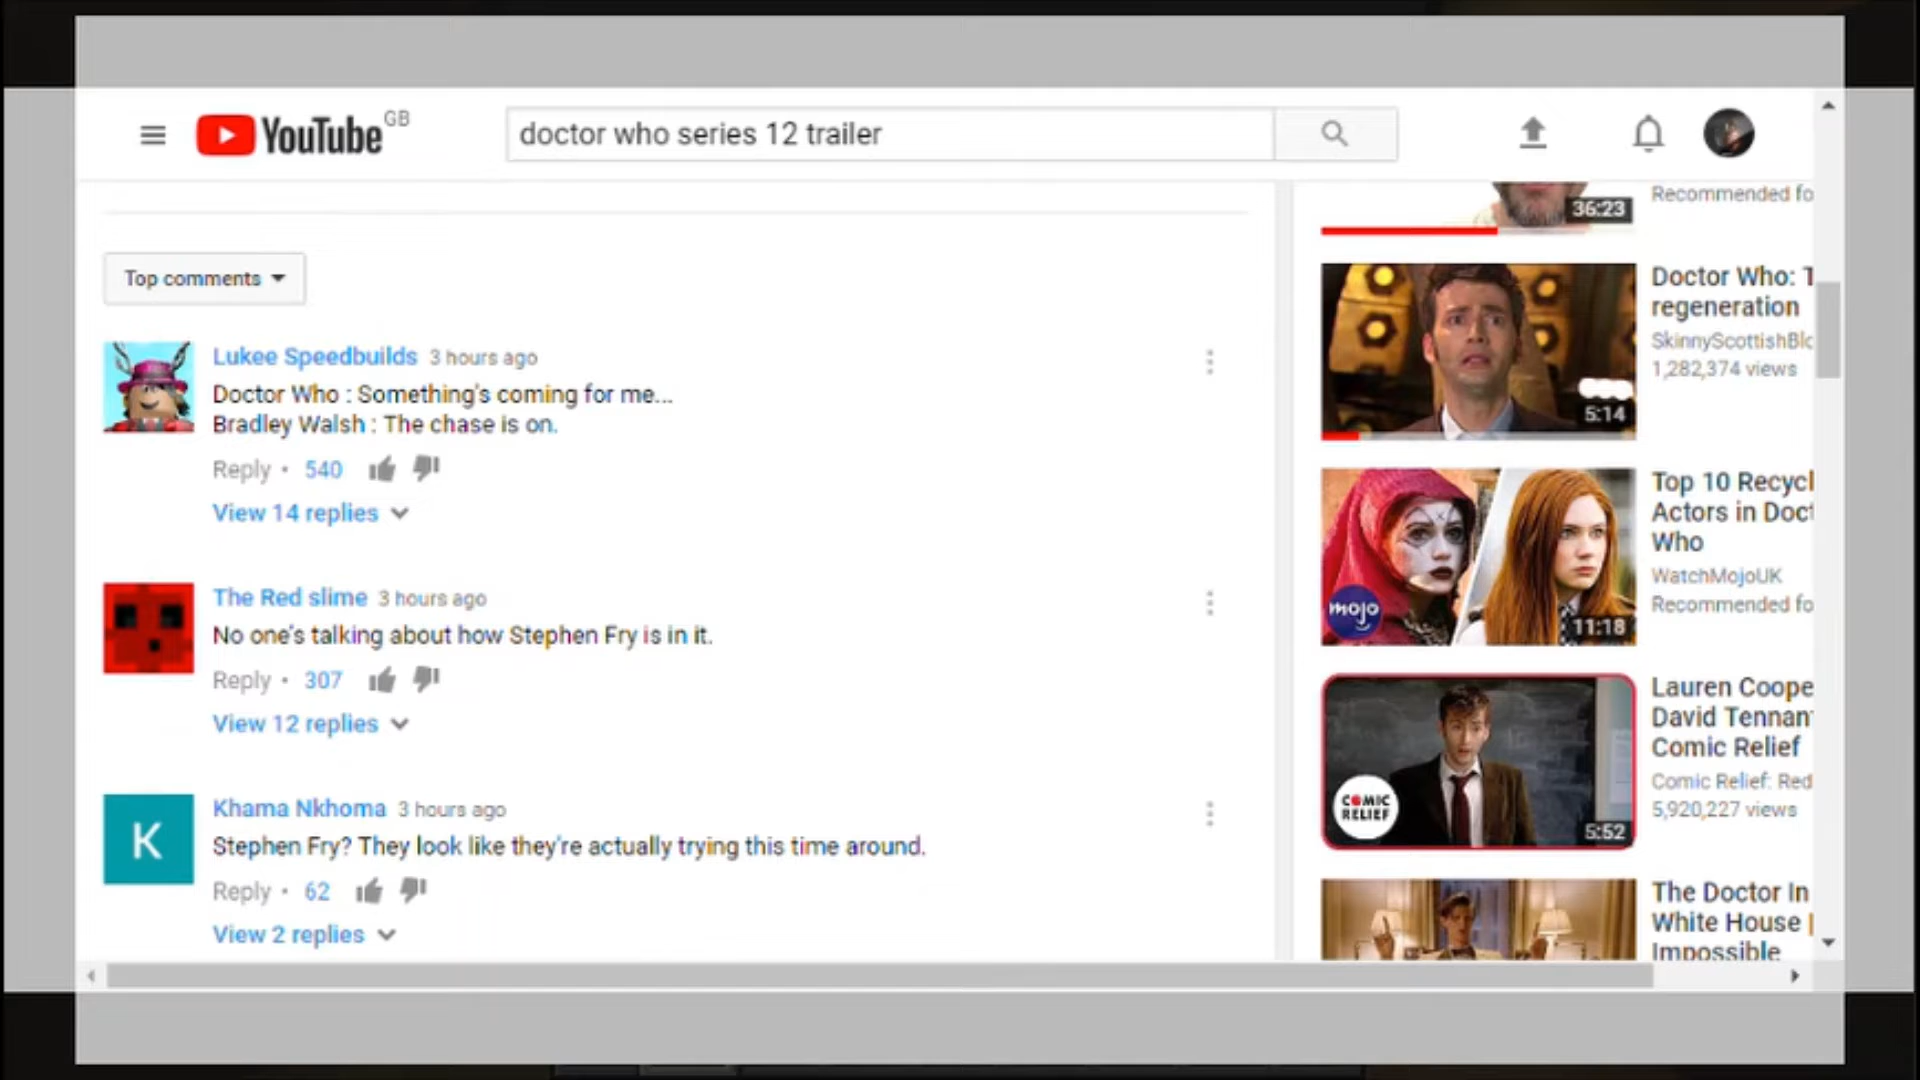 YouTube GB
doctor who series 12 trailer
Top comments
Lukee Speedbuilds 3 hours ago
Doctor Who : Something's coming for me...
Bradley Walsh : The chase is on.
Reply • 540
View 14 replies
The Red slime 3 hours ago
No one's talking about how Stephen Fry is in it.
Reply • 307
View 12 replies
K
Khama Nkhoma 3 hours ago
Stephen Fry? They look like they're actually trying this time around.
Reply • 62
View 2 replies
36:23
Recommended fo
5:14
Doctor Who: T
regeneration
SkinnyScottishBlo
1,282,374 views
mojo
11:18
Top 10 Recycl
Actors in Doct
Who
WatchMojoUK
Recommended fo
COMIC
RELIEF
5:52
Lauren Coope
David Tennan
Comic Relief
Comic Relief: Red
5,920,227 views
The Doctor In
White House |
Impossible